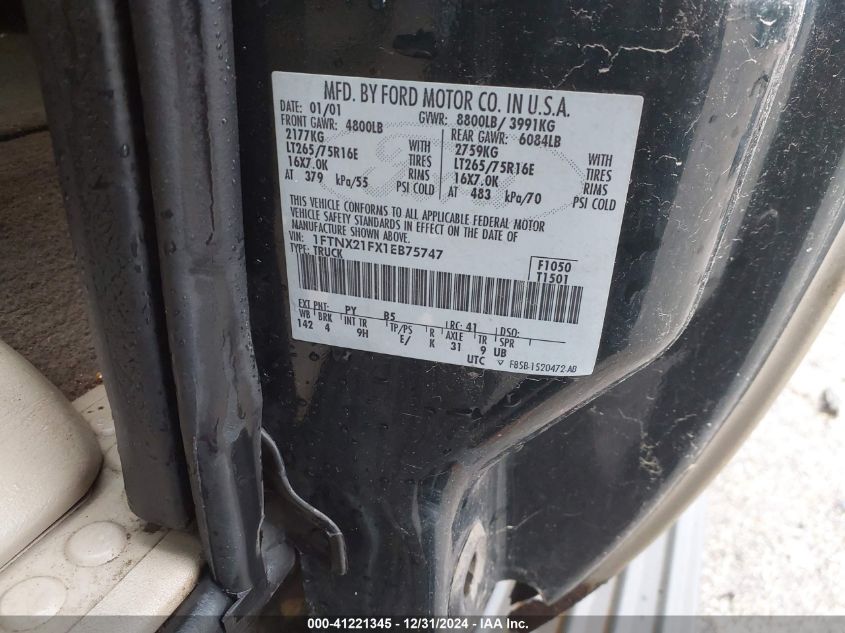 MFD. BY FORD MOTOR CO. IN U.S.A.
DATE: 01/01 GVWR: 8800LB/ 3991KG
FRONT GAWR: 4800LB REAR GAWR: 6084LB
2177KG WITH 2759KG WITH
LT265/75R16E TIRES LT265/75R16E TIRES
16X7.0K RIMS 16X7.0K RIMS
AT 379 kPa/55 PSI COLD AT 483 kPa/70 PSI COLD
THIS VEHICLE CONFORMS TO ALL APPLICABLE FEDERAL MOTOR
VEHICLE SAFETY STANDARDS IN EFFECT ON THE DATE OF
MANUFACTURE SHOWN ABOVE.
VIN: 1FTNX21FX1EB75747
TYPE: TRUCK
F1050
T1501
EXT PNT: PY B5 RC: 41 DSO:
WB BRK INT TR TP/PS R AXLE TR SPR
142 4 9H E/ K 31 9 UB
UTC F85B-1520472-AB
000-41221345 - 12/31/2024 - IAA Inc.